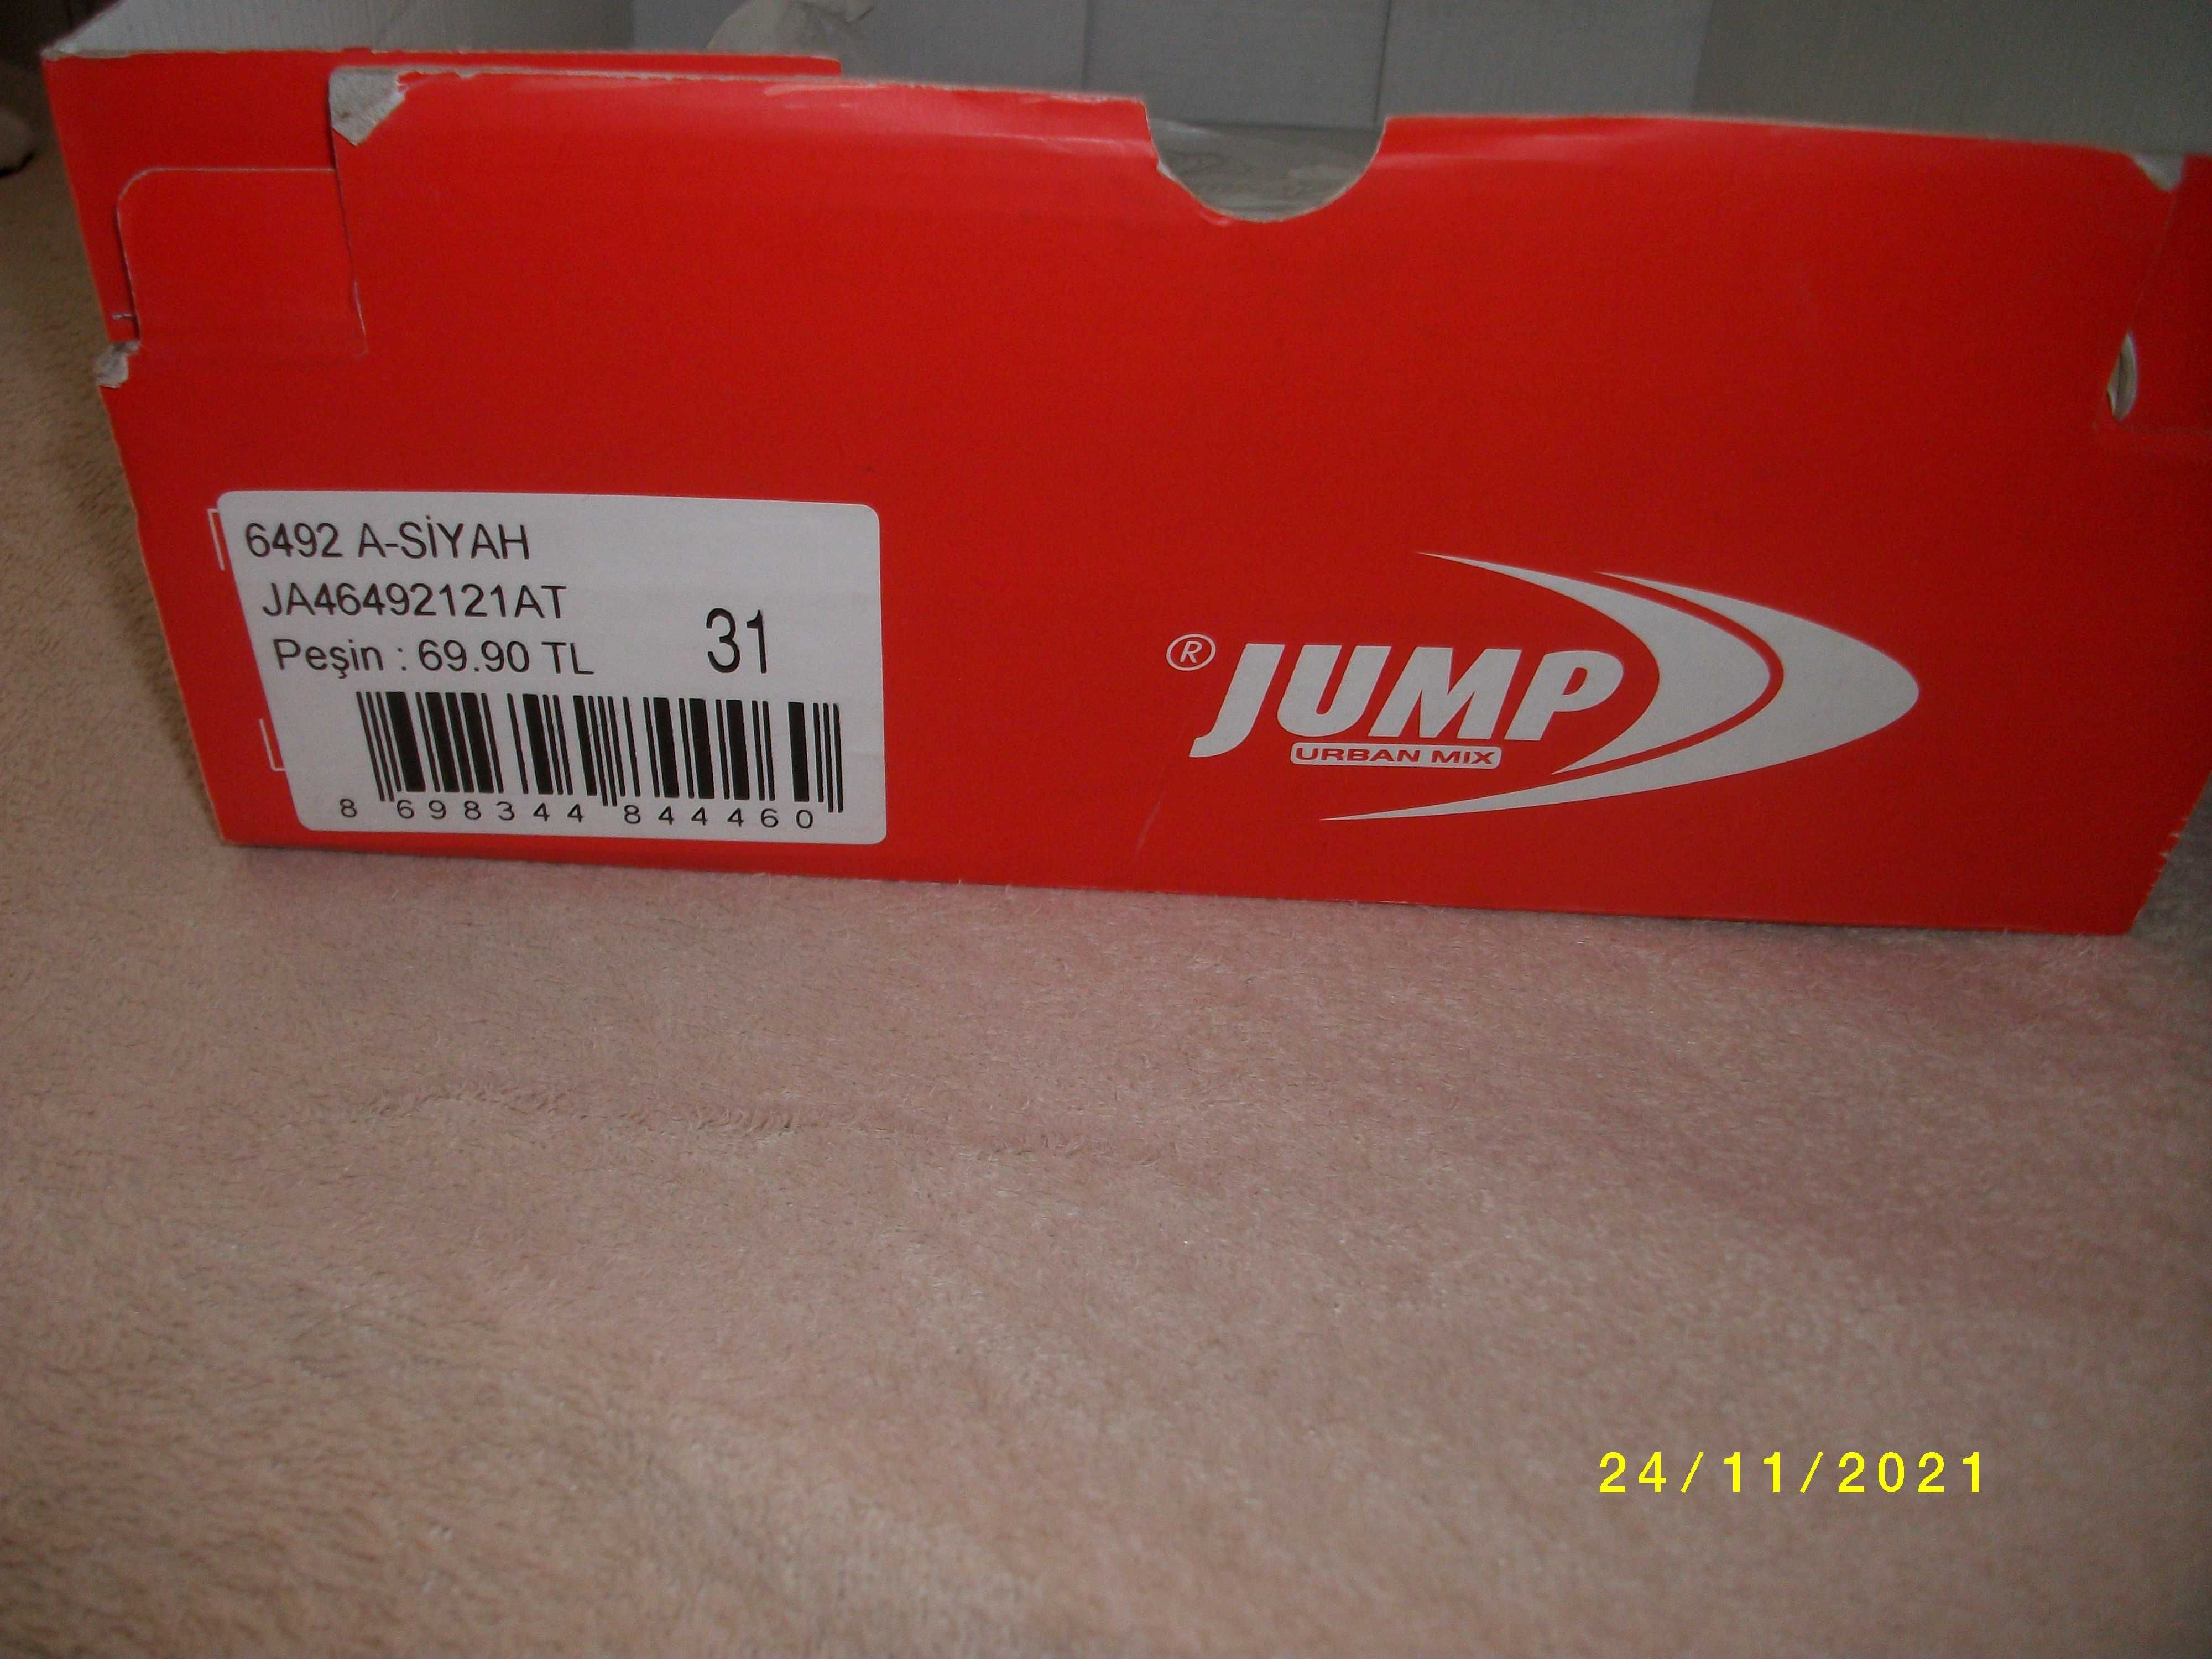 6492 A-SİYAH
JA46492121AT
Peşin : 69.90 TL
31
8 698344 844460
® JUMP
URBAN MIX
24/11/2021